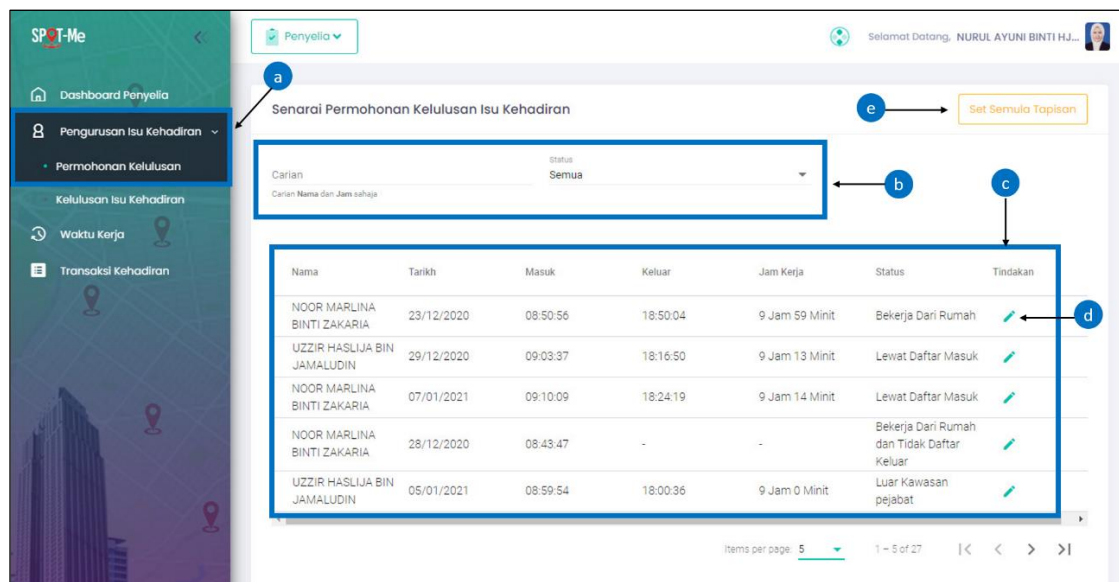 SPOT-Me
Penyelia
Selamat Datang, NURUL AYUNI BINTI HJ...
a
Dashboard Penyelia
Pengurusan Isu Kehadiran
Permohonan Kelulusan
Kelulusan Isu Kehadiran
Waktu Kerja
Transaksi Kehadiran
Senarai Permohonan Kelulusan Isu Kehadiran
e
Set Semula Tapisan
Carian
Status
Semua
Carian Nama dan Jam sahaja
b
c
Nama Tarikh Masuk Keluar Jam Kerja Status Tindakan
NOOR MARLINA
BINTI ZAKARIA
23/12/2020 08:50:56 18:50:04 9 Jam 59 Minit Bekerja Dari Rumah
d
UZZIR HASLIJA BIN
JAMALUDIN
29/12/2020 09:03:37 18:16:50 9 Jam 13 Minit Lewat Daftar Masuk
NOOR MARLINA
BINTI ZAKARIA
07/01/2021 09:10:09 18:24:19 9 Jam 14 Minit Lewat Daftar Masuk
NOOR MARLINA
BINTI ZAKARIA
28/12/2020 08:43:47 - -
Bekerja Dari Rumah
dan Tidak Daftar
Keluar
UZZIR HASLIJA BIN
JAMALUDIN
05/01/2021 08:59:54 18:00:36 9 Jam 0 Minit
Luar Kawasan
pejabat
Items per page: 5 1 – 5 of 27